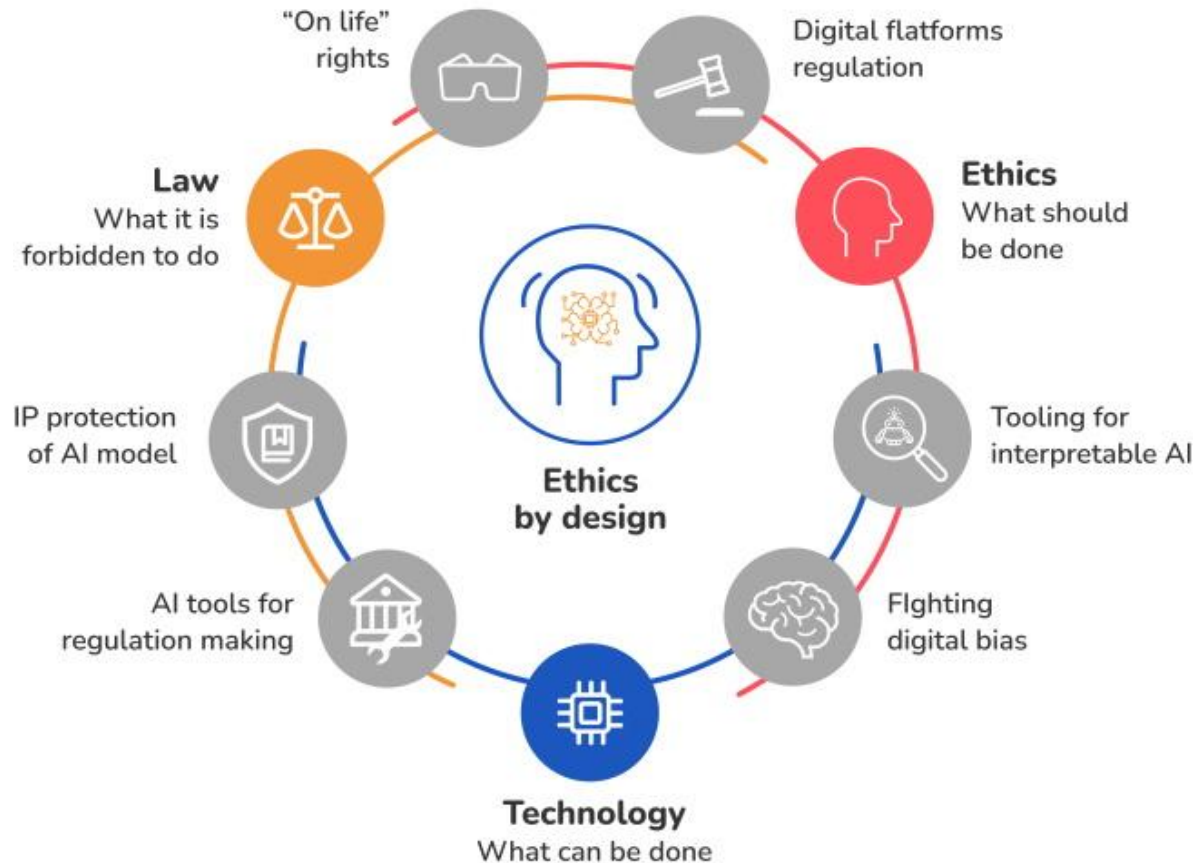 “On life”
rights
Digital flatforms
regulation
Law
What it is
forbidden to do
Ethics
What should
be done
IP protection
of AI model
Ethics
by design
Tooling for
interpretable AI
AI tools for
regulation making
FIghting
digital bias
Technology
What can be done